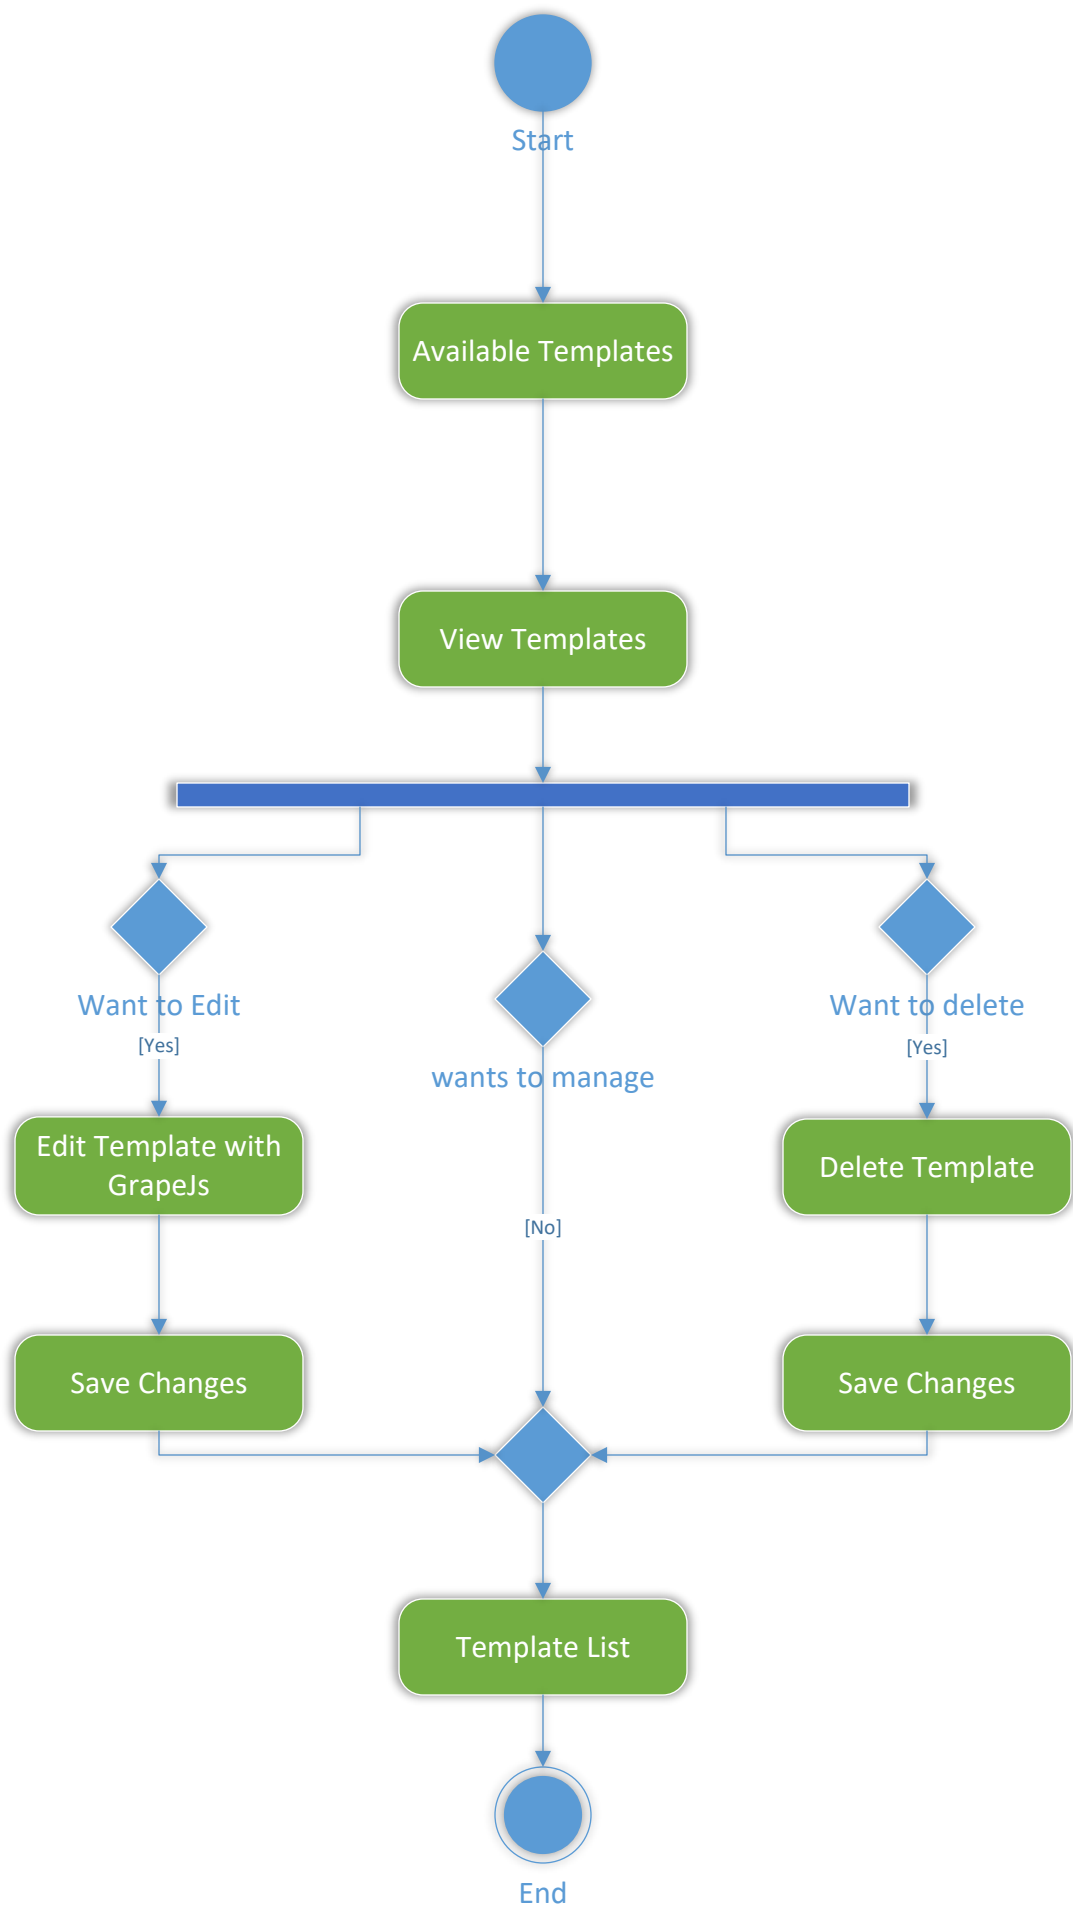 Start
Available Templates
View Templates
Want to Edit
[Yes]
wants to manage
[No]
Want to delete
[Yes]
Edit Template with
GrapeJs
Delete Template
Save Changes
Save Changes
Template List
End